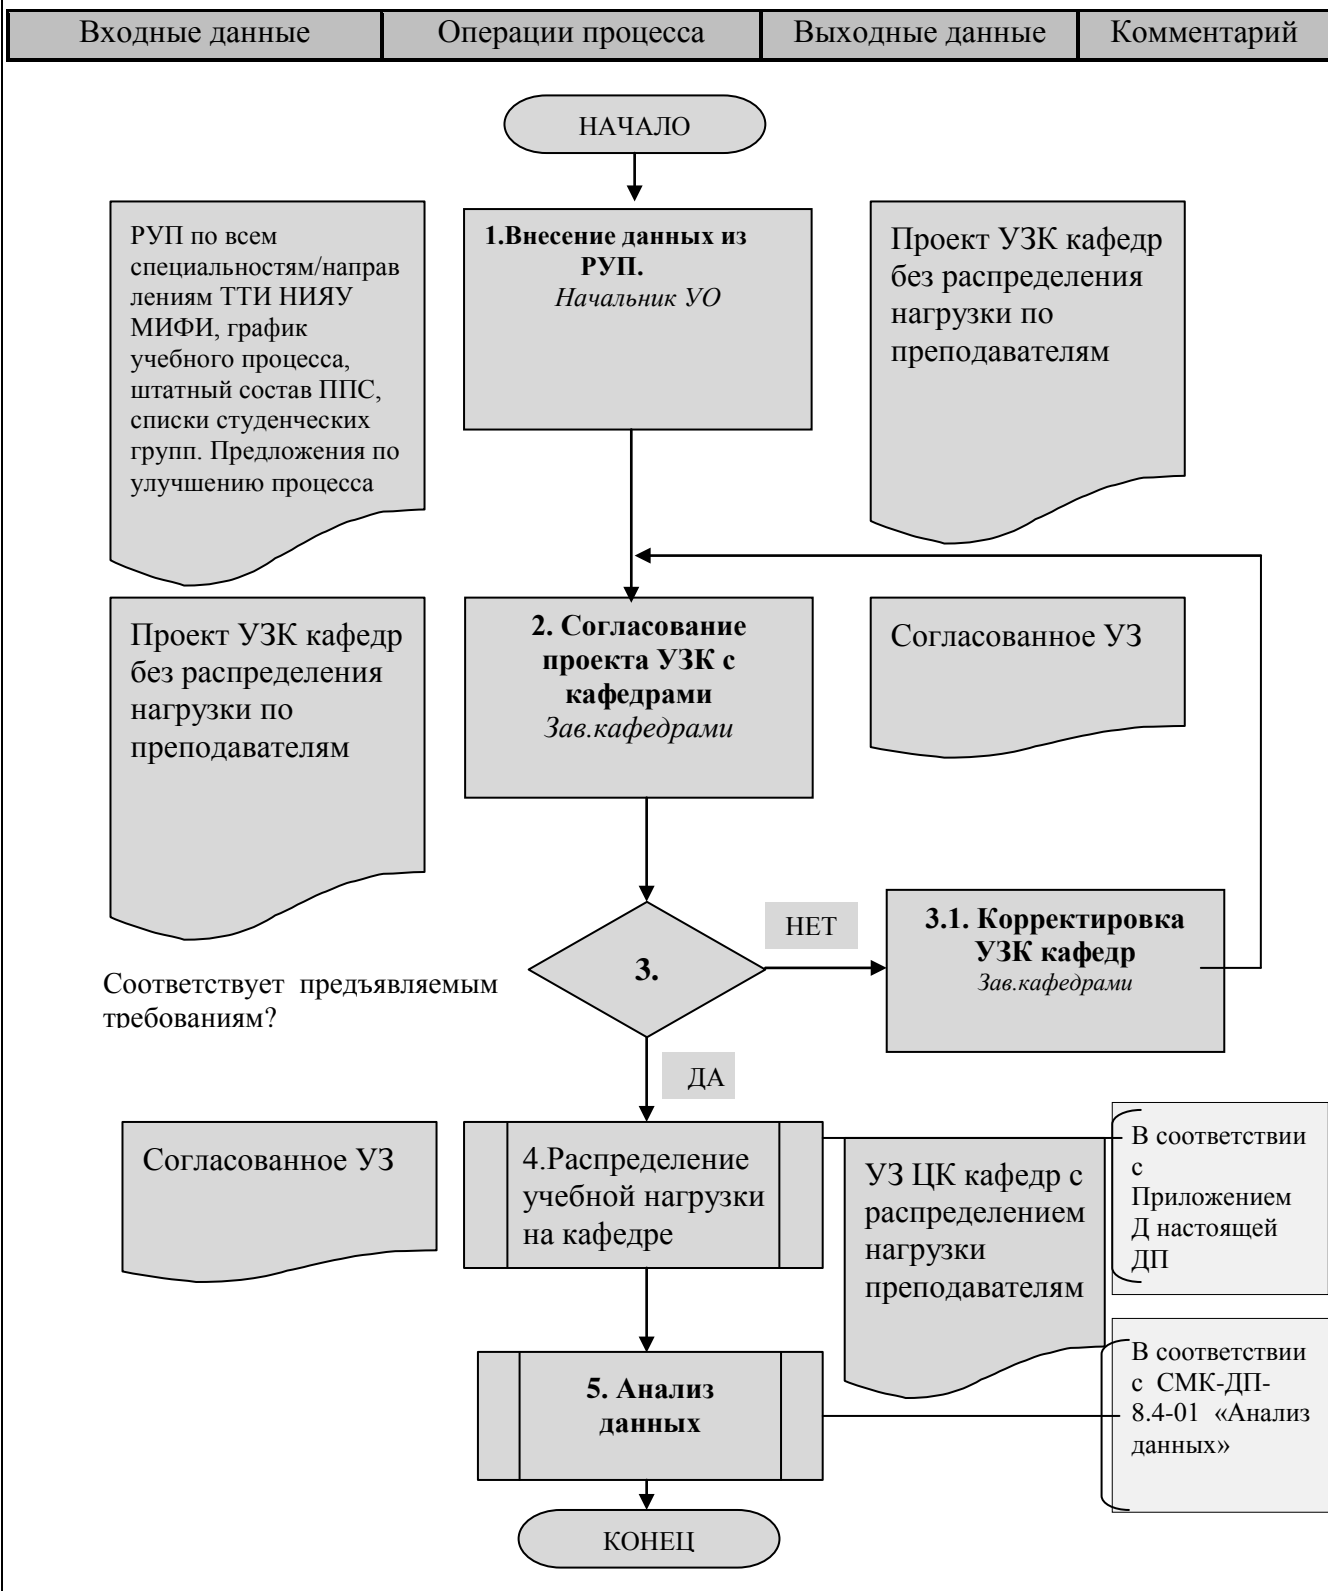 Входные данные
Операции процесса
Выходные данные
Комментарий
НАЧАЛО
РУП по всем
специальностям/направ
лениям ТТИ НИЯУ
МИФИ, график
учебного процесса,
штатный состав ППС,
списки студенческих
групп. Предложения по
улучшению процесса
1.Внесение данных из
РУП.
Начальник УО
Проект УЗК кафедр
без распределения
нагрузки по
преподавателям
Проект УЗК кафедр
без распределения
нагрузки по
преподавателям
2. Согласование
проекта УЗК с
кафедрами
Зав.кафедрами
Согласованное УЗ
Соответствует предъявляемым
требованиям?
3.
НЕТ
3.1. Корректировка
УЗК кафедр
Зав.кафедрами
ДА
Согласованное УЗ
4.Распределение
учебной нагрузки
на кафедре
УЗ ЦК кафедр с
распределением
нагрузки
преподавателям
В соответствии
с
Приложением
Д настоящей
ДП
5. Анализ
данных
В соответствии
с СМК-ДП-
8.4-01 «Анализ
данных»
КОНЕЦ